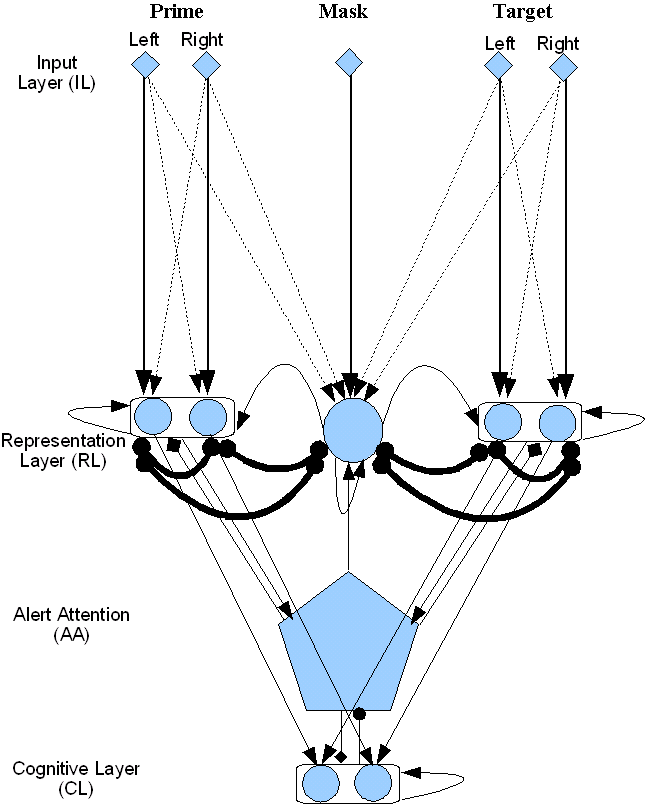 Prime Mask Target
Left Right Left Right
Input
Layer (IL)
Representation
Layer (RL)
Alert Attention
(AA)
Cognitive Layer
(CL)